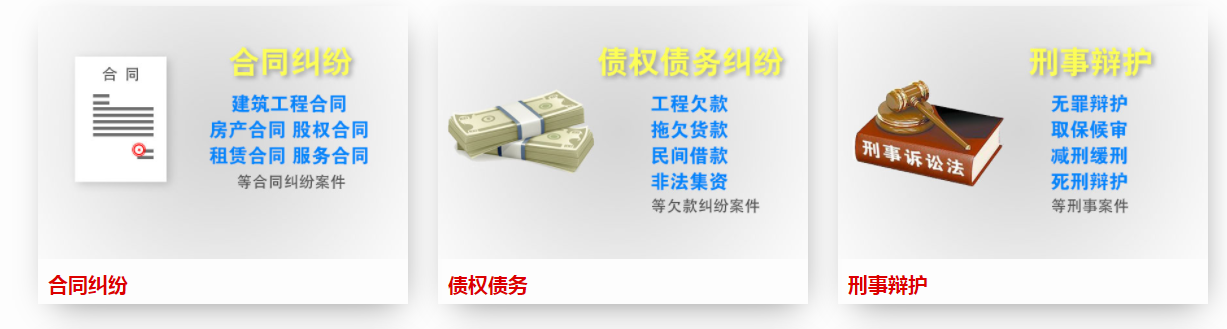 合同
合同纠纷
建筑工程合同
房产合同 股权合同
租赁合同 服务合同
等合同纠纷案件
合同纠纷
债权债务纠纷
工程欠款
拖欠货款
民间借款
非法集资
等欠款纠纷案件
债权债务
刑事诉讼法
刑事辩护
无罪辩护
取保候审
减刑缓刑
死刑辩护
等刑事案件
刑事辩护